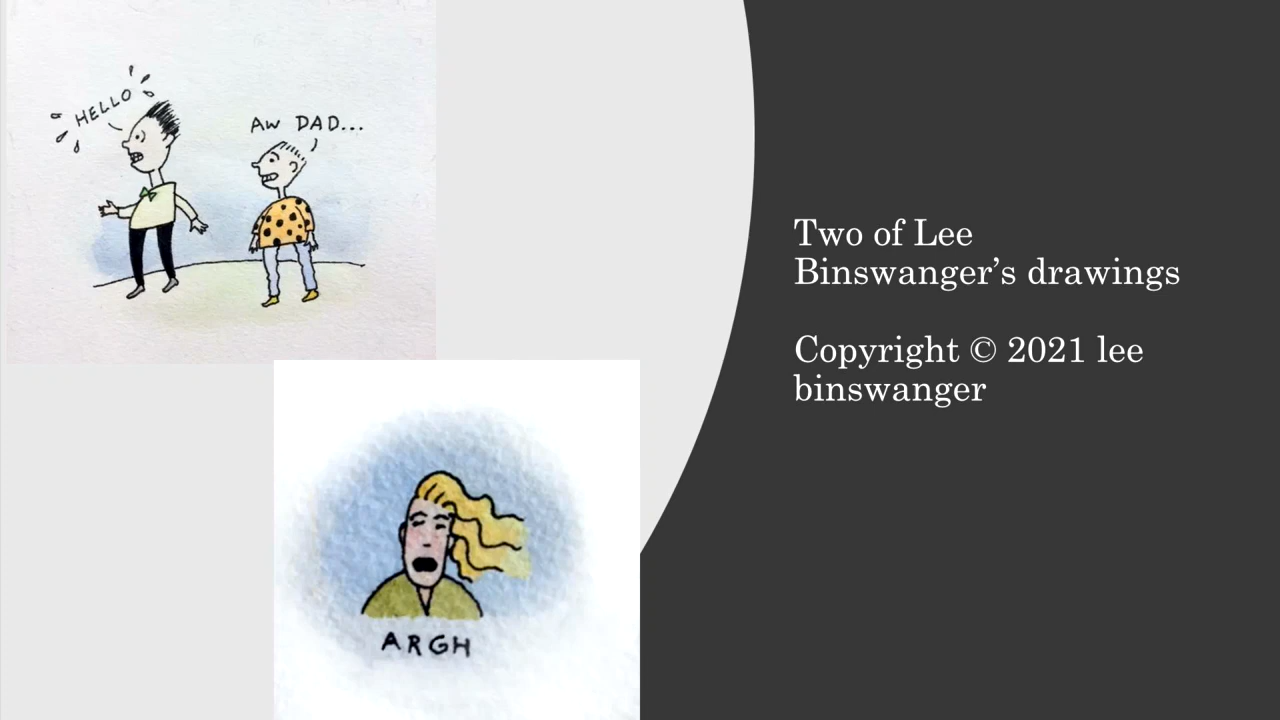 HELLO
AW DAD...
ARGH
Two of Lee
Binswanger’s drawings
Copyright © 2021 lee
binswanger